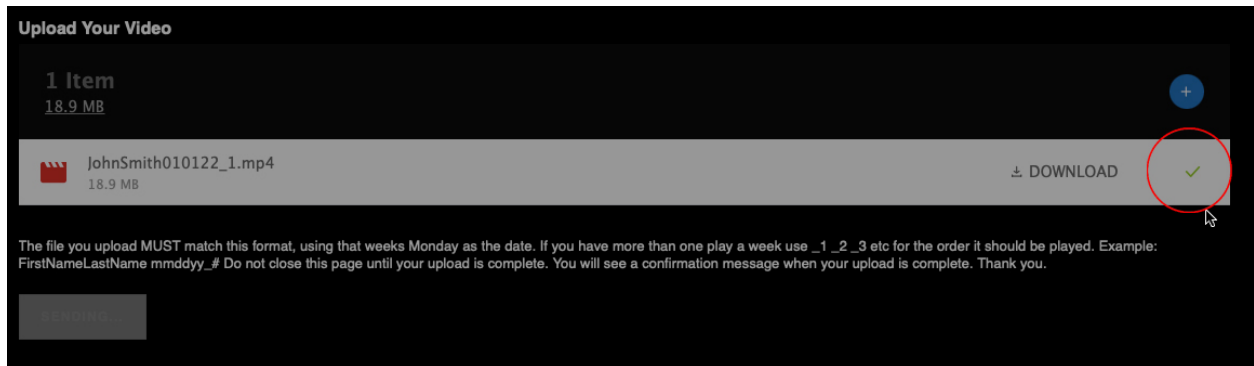 Upload Your Video
1 Item
18.9 MB
+
JohnSmith010122_1.mp4
18.9 MB
DOWNLOAD
The file you upload MUST match this format, using that weeks Monday as the date. If you have more than one play a week use _1 _2 _3 etc for the order it should be played. Example:
FirstNameLastName mmddyy_# Do not close this page until your upload is complete. You will see a confirmation message when your upload is complete. Thank you.
SENDING...